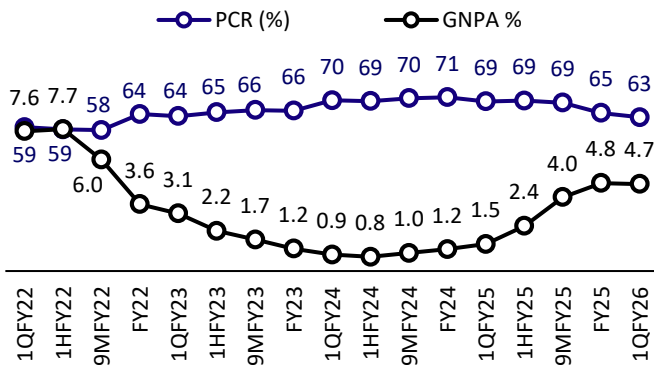 PCR (%) GNPA %
64 64 65 66 66 70 69 70 71 69 69 69 65 63
7.6 7.7 58
59 59
6.0 3.6 3.1 2.2 1.7 1.2 0.9 0.8 1.0 1.2 1.5 2.4 4.0 4.8 4.7
1QFY22
1HFY22
9MFY22
FY22
1QFY23
1HFY23
9MFY23
FY23
1QFY24
1HFY24
9MFY24
FY24
1QFY25
1HFY25
9MFY25
FY25
1QFY26